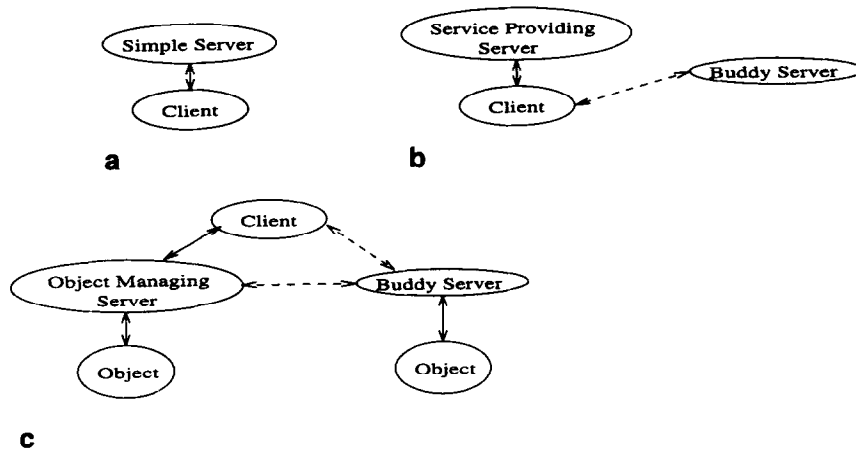 Simple Server
Client
a
Service Providing
Server
Client
Buddy Server
b
Client
Object Managing
Server
Buddy Server
Object
Object
c